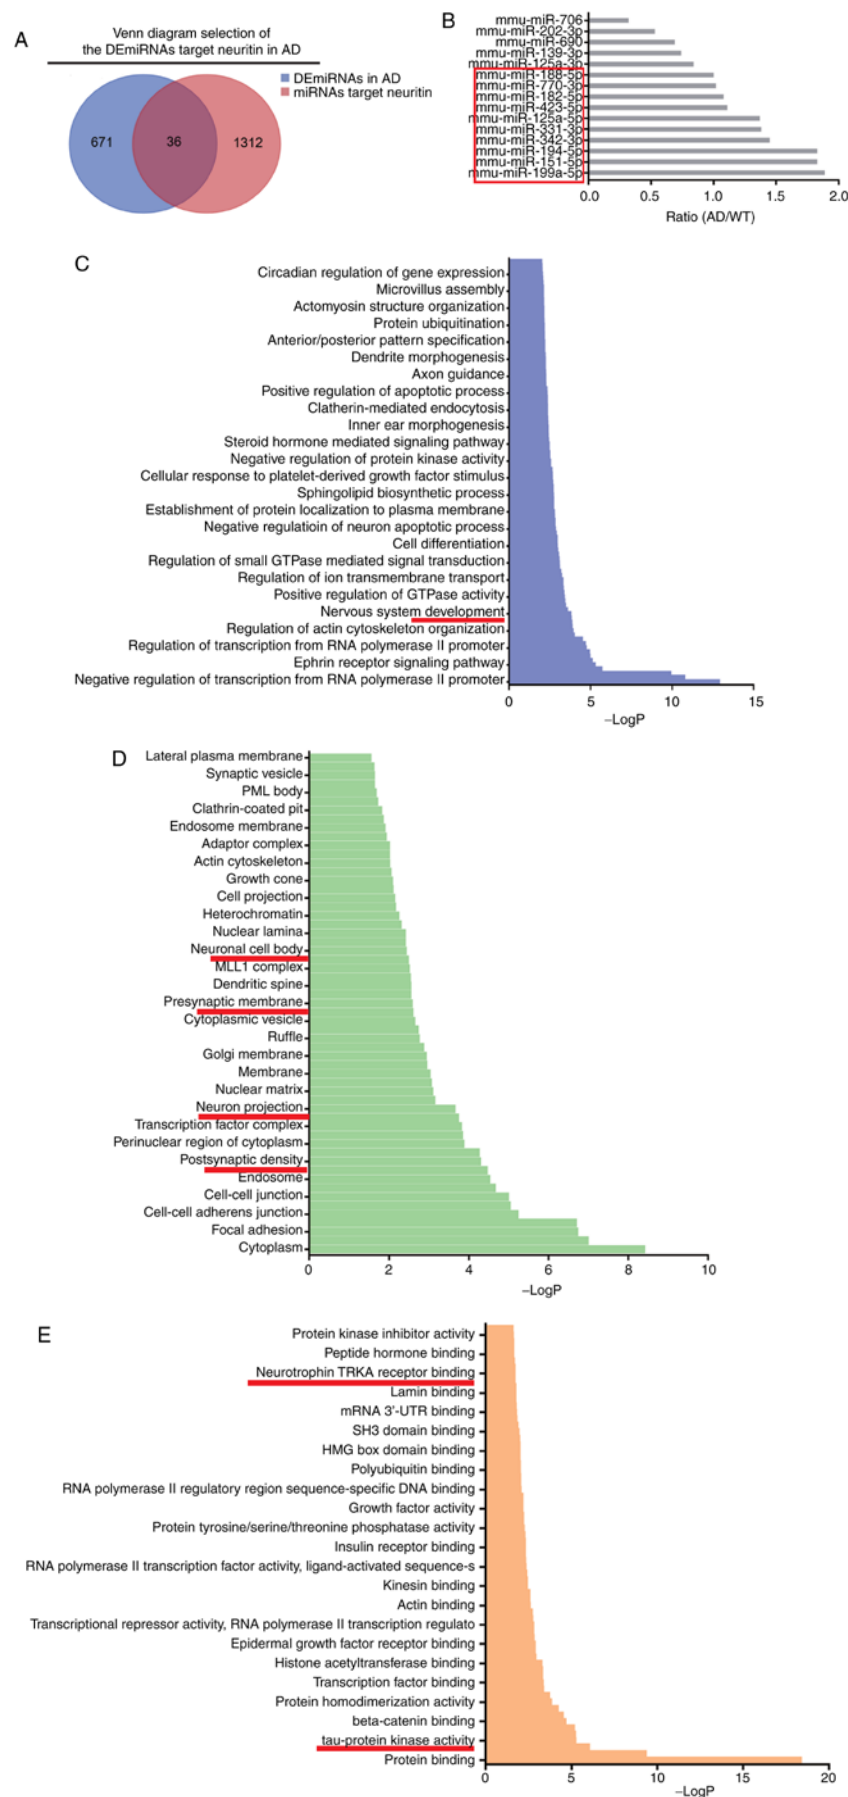 A
Venn diagram selection of
the DEmiRNAs target neuritin in AD
DEmiRNAs in AD
miRNAs target neuritin
671
36
1312
B
mmu-miR-706
mmu-miR-202-3p
mmu-miR-690
mmu-miR-139-3p
mmu-miR-125a-3p
mmu-miR-188-5p
mmu-miR-770-3p
mmu-miR-182-5p
mmu-miR-423-5p
mmu-miR-125a-5p
mmu-miR-331-3p
mmu-miR-342-3p
mmu-miR-194-5p
mmu-miR-151-5p
mmu-miR-199a-5p
0.0 0.5 1.0 1.5 2.0
Ratio (AD/WT)
C
Circadian regulation of gene expression
Microvillus assembly
Actomyosin structure organization
Protein ubiquitination
Anterior/posterior pattern specification
Dendrite morphogenesis
Axon guidance
Positive regulation of apoptotic process
Clatherin-mediated endocytosis
Inner ear morphogenesis
Steroid hormone mediated signaling pathway
Negative regulation of protein kinase activity
Cellular response to platelet-derived growth factor stimulus
Sphingolipid biosynthetic process
Establishment of protein localization to plasma membrane
Negative regulatioin of neuron apoptotic process
Cell differentiation
Regulation of small GTPase mediated signal transduction
Regulation of ion transmembrane transport
Positive regulation of GTPase activity
Nervous system development
Regulation of actin cytoskeleton organization
Regulation of transcription from RNA polymerase II promoter
Ephrin receptor signaling pathway
Negative regulation of transcription from RNA polymerase II promoter
0 5 10 15
–LogP
D
Lateral plasma membrane
Synaptic vesicle
PML body
Clathrin-coated pit
Endosome membrane
Adaptor complex
Actin cytoskeleton
Growth cone
Cell projection
Heterochromatin
Nuclear lamina
Neuronal cell body
MLL1 complex
Dendritic spine
Presynaptic membrane
Cytoplasmic vesicle
Ruffle
Golgi membrane
Membrane
Nuclear matrix
Neuron projection
Transcription factor complex
Perinuclear region of cytoplasm
Postsynaptic density
Endosome
Cell-cell junction
Cell-cell adherens junction
Focal adhesion
Cytoplasm
0 2 4 6 8 10
–LogP
E
Protein kinase inhibitor activity
Peptide hormone binding
Neurotrophin TRKA receptor binding
Lamin binding
mRNA 3'-UTR binding
SH3 domain binding
HMG box domain binding
Polyubiquitin binding
RNA polymerase II regulatory region sequence-specific DNA binding
Growth factor activity
Protein tyrosine/serine/threonine phosphatase activity
Insulin receptor binding
RNA polymerase II transcription factor activity, ligand-activated sequence-s
Kinesin binding
Actin binding
Transcriptional repressor activity, RNA polymerase II transcription regulato
Epidermal growth factor receptor binding
Histone acetyltransferase binding
Transcription factor binding
Protein homodimerization activity
beta-catenin binding
tau-protein kinase activity
Protein binding
0 5 10 15 20
–LogP